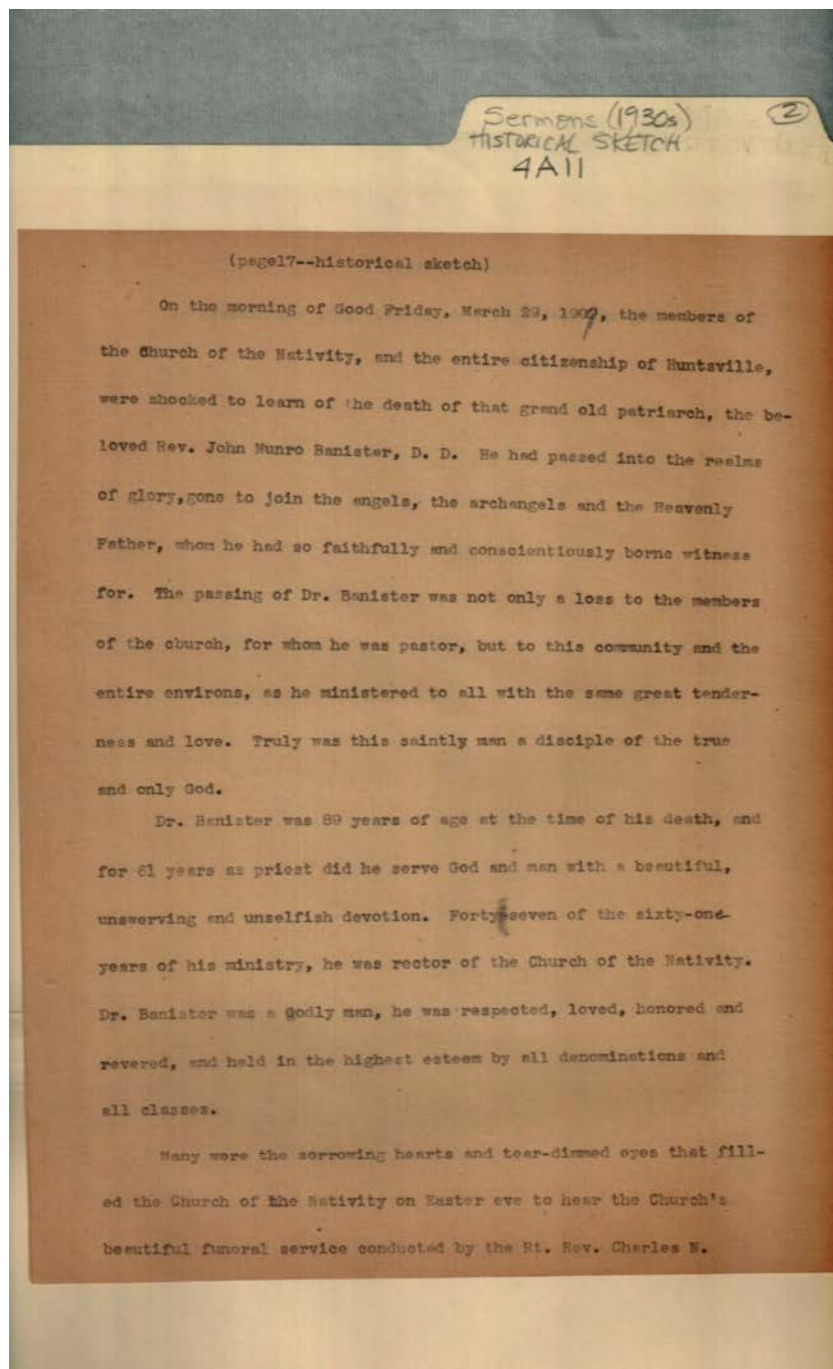 Sermons (1930s) 2
HISTORICAL SKETCH
4A11
(page17--historical sketch)
On the morning of Good Friday, March 29, 1907, the members of
the Church of the Nativity, and the entire citizenship of Huntsville,
were shocked to learn of the death of that grand old patriarch, the be-
loved Rev. John Munro Banister, D. D. He had passed into the realms
of glory,gone to join the angels, the archangels and the Heavenly
Father, whom he had so faithfully and conscientiously borne witness
for. The passing of Dr. Banister was not only a loss to the members
of the cburch, for whom he was pastor, but to this community and the
entire environs, as he ministered to all with the same great tender-
ness and love. Truly was this saintly man a disciple of the true
and only God.
Dr. Banister was 89 years of age at the time of his death, and
for 61 years as priest did he serve God and man with a beautiful,
unswerving and unselfish devotion. Forty-seven of the sixty-one
years of his ministry, he was rector of the Church of the Nativity.
Dr. Banister was a Godly man, he was respected, loved, honored and
revered, and held in the highest esteem by all denominations and
all classes.
Many were the sorrowing hearts and tear-dimmed eyes that fill-
ed the Church of the Nativity on Easter eve to hear the Church's
beautiful funeral service conducted by the Rt. Rev. Charles N.